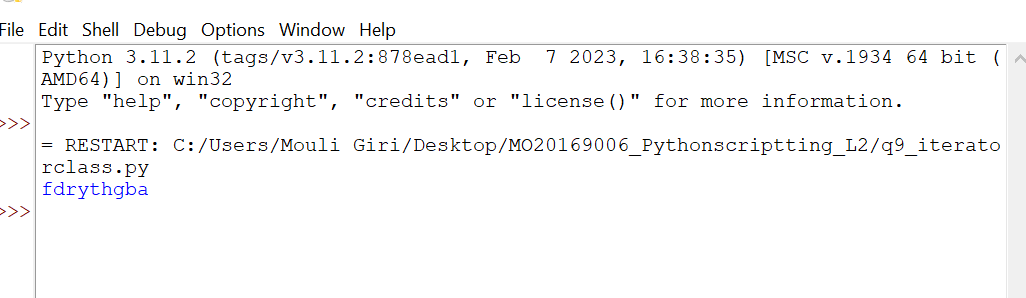 File Edit Shell Debug Options Window Help
Python 3.11.2 (tags/v3.11.2:878ead1, Feb  7 2023, 16:38:35) [MSC v.1934 64 bit (
AMD64)] on win32
Type "help", "copyright", "credits" or "license()" for more information.
>>>
= RESTART: C:/Users/Mouli Giri/Desktop/MO20169006_Pythonscriptting_L2/q9_iterato
rclass.py
fdrythgba
>>>